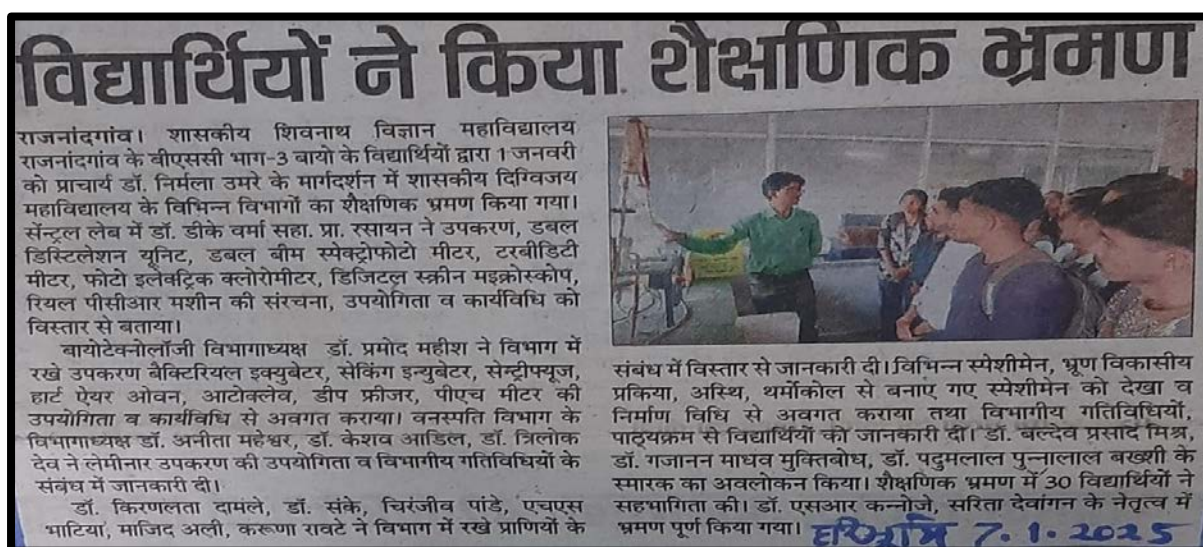 विद्यार्थियों ने किया शैक्षणिक भ्रमण
राजनांदगांव। शासकीय शिवनाथ विज्ञान महाविद्यालय
राजनांदगांव के बीएससी भाग-3 बायो के विद्यार्थियों द्वारा 1 जनवरी
को प्राचार्य डॉ. निर्मला उमरे के मार्गदर्शन में शासकीय दिग्विजय
महाविद्यालय के विभिन्न विभागों का शैक्षणिक भ्रमण किया गया।
सेंन्ट्रल लेब में डॉ. डीके वर्मा सहा. प्रा. रसायन ने उपकरण, डबल
डिस्टिलेशन यूनिट, डबल बीम स्पेक्ट्रोफोटो मीटर, टरबीडिटी
मीटर, फोटो इलेक्ट्रिक क्लोरोमीटर, डिजिटल स्क्रीन मइक्रोस्कोप,
रियल पीसीआर मशीन की संरचना, उपयोगिता व कार्यविधि को
विस्तार से बताया।
बायोटेक्नोलॉजी विभागाध्यक्ष डॉ. प्रमोद महीश ने विभाग में
रखे उपकरण बैक्टिरियल इक्युबेटर, सेकिंग इन्युबेटर, सेन्ट्रीफ्यूज,
हार्ट ऐयर ओवन, आटोक्लेव, डीप फ्रीजर, पीएच मीटर की
उपयोगिता व कार्यविधि से अवगत कराया। वनस्पति विभाग के
विभागाध्यक्ष डॉ. अनीता महेश्वर, डॉ. केशव आडिल, डॉ. त्रिलोक
देव ने लेमीनार उपकरण की उपयोगिता व विभागीय गतिविधियों के
संबंध में जानकारी दी।
डॉ. किरणलता दामले, डॉ. संके, चिरंजीव पांडे, एचएस
भाटिया, माजिद अली, करूणा रावटे ने विभाग में रखे प्राणियों के
संबंध में विस्तार से जानकारी दी। विभिन्न स्पेशीमेन, भ्रूण विकासीय
प्रकिया, अस्थि, थर्मोकोल से बनाए गए स्पेशीमेन को देखा व
निर्माण विधि से अवगत कराया तथा विभागीय गतिविधियों,
पाठ्यक्रम से विद्यार्थियों को जानकारी दी। डॉ. बल्देव प्रसाद मिश्र,
डॉ. गजानन माधव मुक्तिबोध, डॉ. पदुमलाल पुन्नालाल बख्शी के
स्मारक का अवलोकन किया। शैक्षणिक भ्रमण में 30 विद्यार्थियों ने
सहभागिता की। डॉ. एसआर कन्नोजे, सरिता देवांगन के नेतृत्व में
भ्रमण पूर्ण किया गया। हरिभूमि 7.1.2025